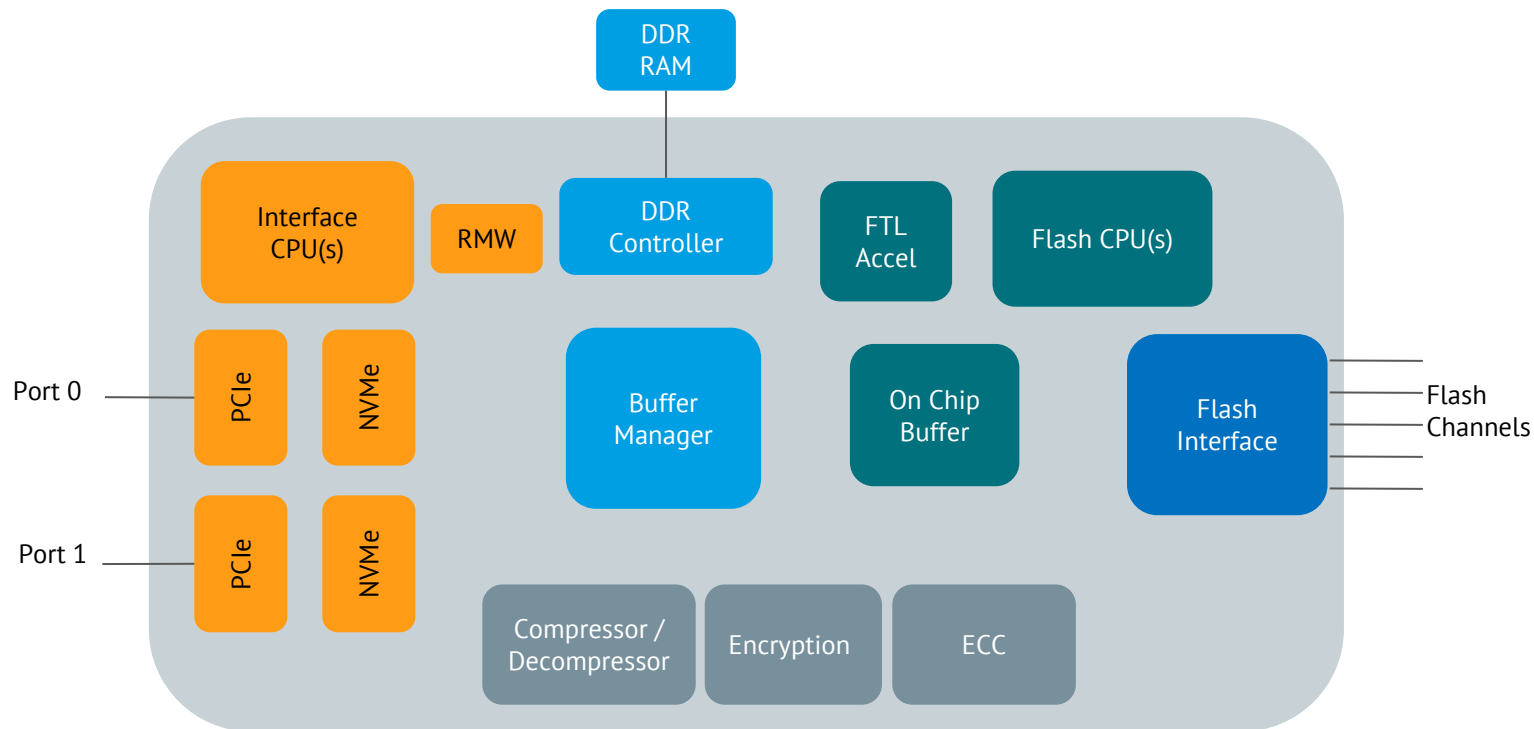 DDR
RAM
Interface
CPU(s)
RMW
DDR
Controller
FTL
Accel
Flash CPU(s)
Port 0
PCIe
NVMe
Buffer
Manager
On Chip
Buffer
Flash
Interface
Flash
Channels
Port 1
PCIe
NVMe
Compressor /
Decompressor
Encryption
ECC